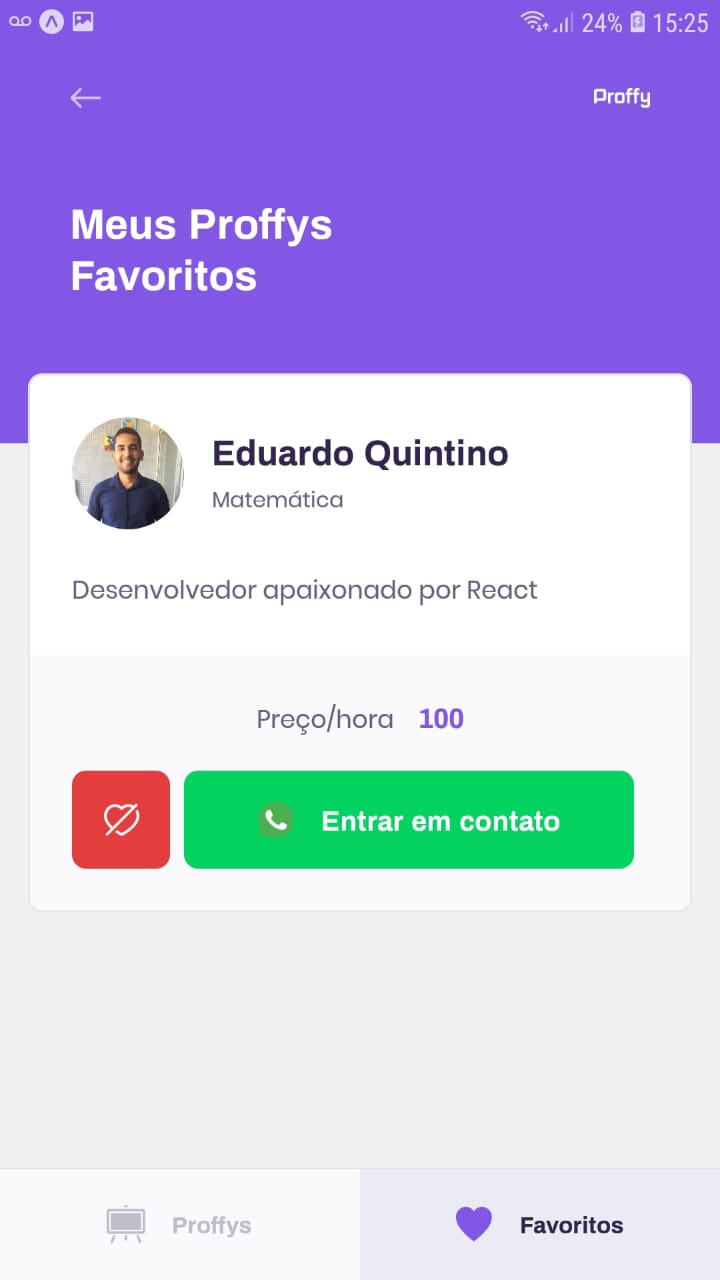 24% 15:25
Proffy
Meus Proffys
Favoritos
Eduardo Quintino
Matemática
Desenvolvedor apaixonado por React
Preço/hora 100
Entrar em contato
Proffys Favoritos